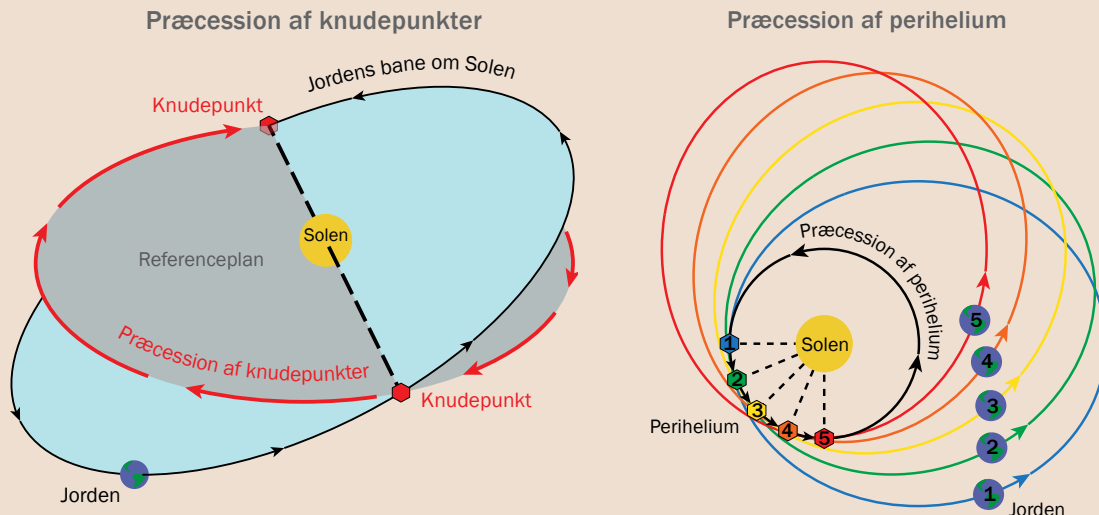 Præcession af knudepunkter
Jordens bane om Solen
Knudepunkt
Solen
Referenceplan
Præcession af knudepunkter
Knudepunkt
Jorden
Præcession af perihelium
Præcession af perihelium
Solen
1
2
3
4
5
Perihelium
5
4
3
2
1
Jorden